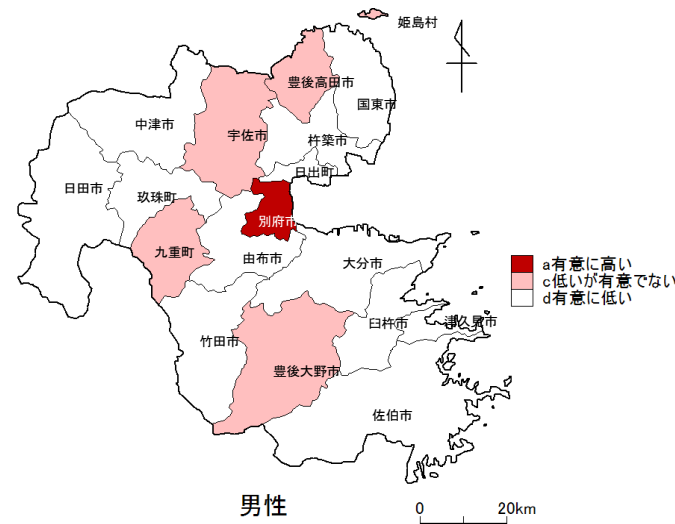 姫島村
豊後高田市
国東市
中津市
宇佐市
杵築市
日出町
日田市
玖珠町
別府市
九重町
由布市
大分市
a有意に高い
c低いが有意でない
d有意に低い
臼杵市
津久見市
竹田市
豊後大野市
佐伯市
男性
0 20km